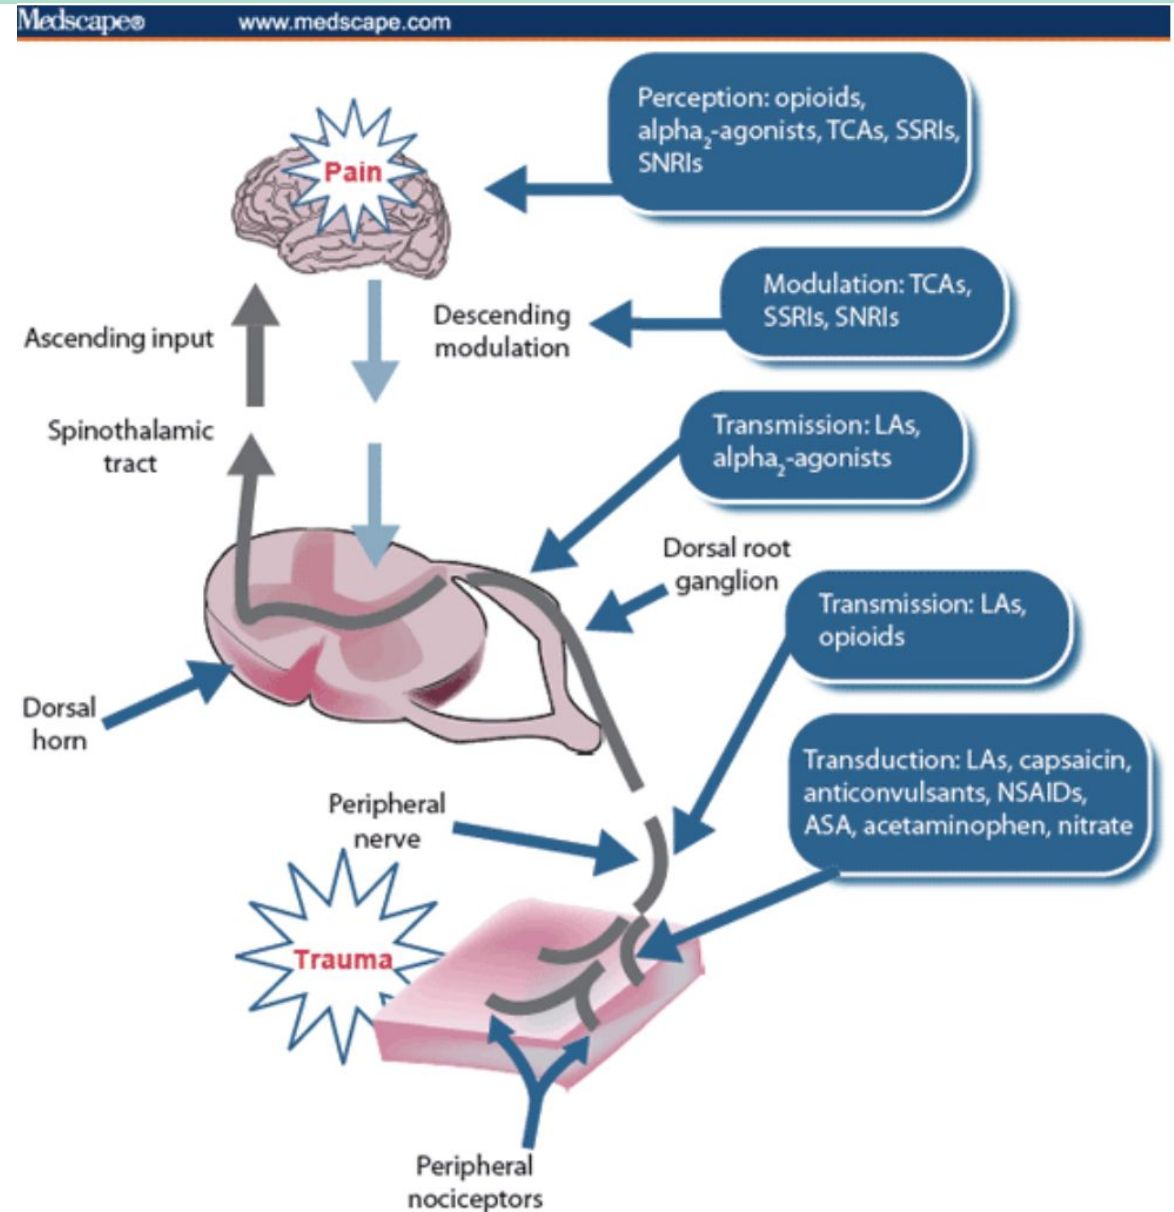 Medscape® www.medscape.com
Perception: opioids,
alpha₂-agonists, TCAs, SSRIs,
SNRIs
Pain
Modulation: TCAs,
SSRIs, SNRIs
Descending
modulation
Ascending input
Transmission: LAs,
alpha₂-agonists
Spinothalamic
tract
Dorsal root
ganglion
Transmission: LAs,
opioids
Dorsal
horn
Transduction: LAs, capsaicin,
anticonvulsants, NSAIDs,
ASA, acetaminophen, nitrate
Peripheral
nerve
Trauma
Peripheral
nociceptors